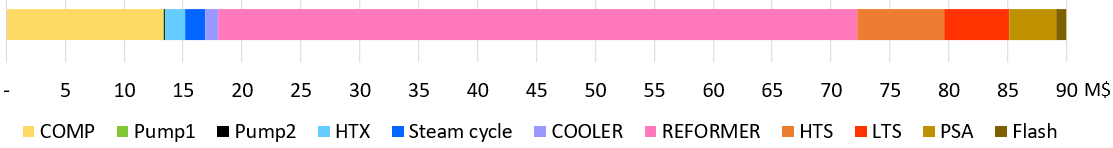 - 5 10 15 20 25 30 35 40 45 50 55 60 65 70 75 80 85 90 M$
COMP Pump1 Pump2 HTX Steam cycle COOLER REFORMER HTS LTS PSA Flash